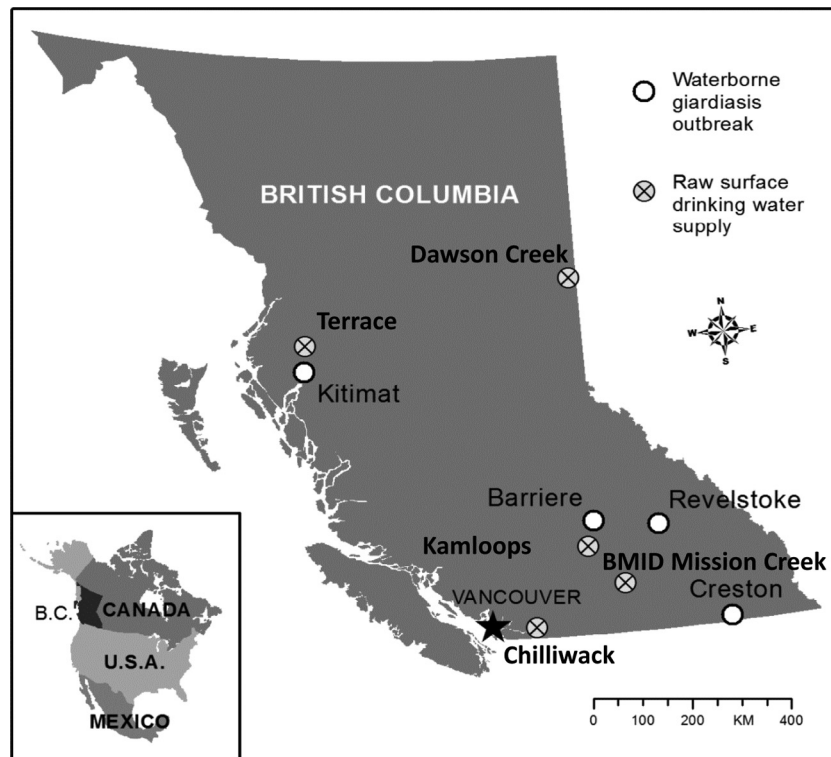 Waterborne
giardiasis
outbreak
Raw surface
drinking water
supply
BRITISH COLUMBIA
Dawson Creek
Terrace
Kitimat
N
W E
S
Barriere
Revelstoke
Kamloops
BMID Mission Creek
Creston
VANCOUVER
Chilliwack
B.C.
CANADA
U.S.A.
MEXICO
0 100 200 KM 400